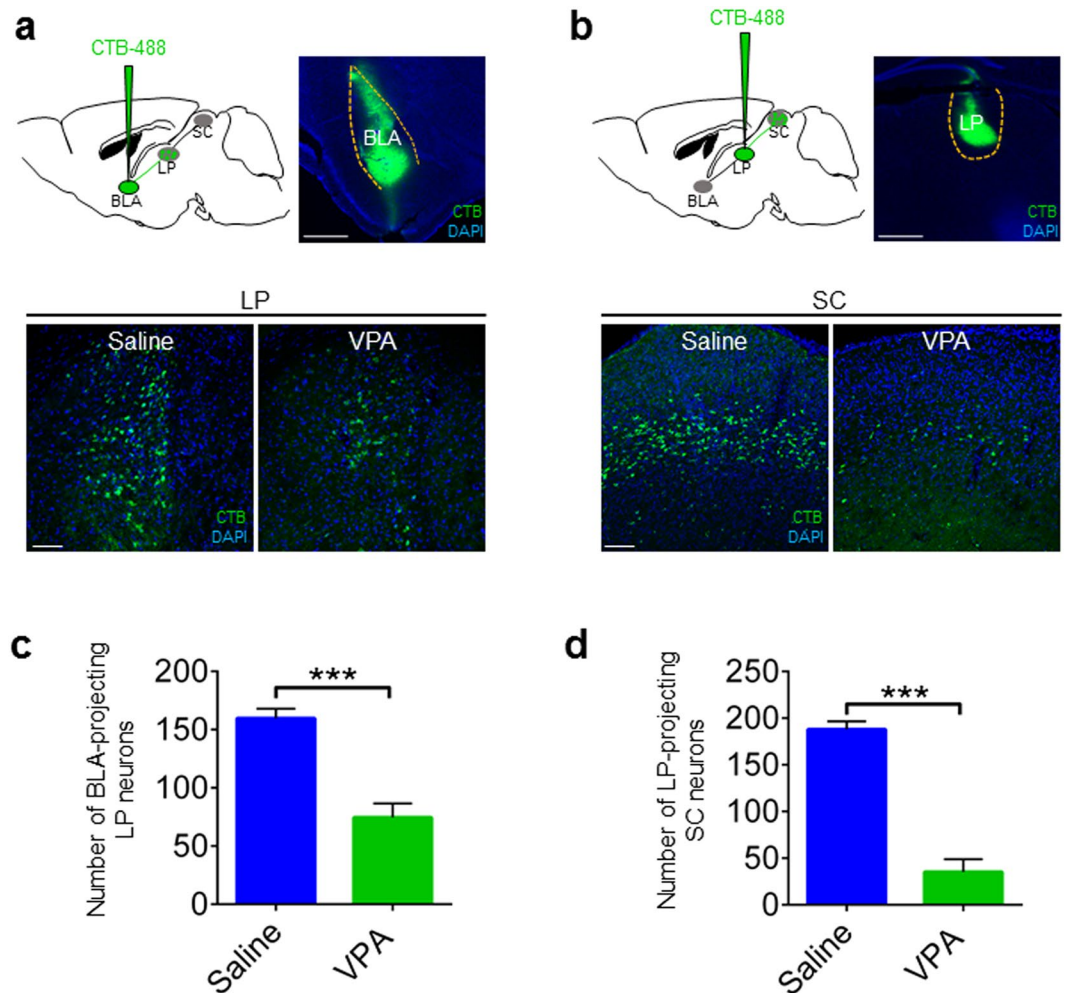 a
CTB-488
SC
LP
BLA
BLA
CTB
DAPI
b
CTB-488
SC
LP
BLA
LP
CTB
DAPI
LP
Saline
VPA
CTB
DAPI
SC
Saline
VPA
CTB
DAPI
c
Number of BLA-projecting
LP neurons
200
150
100
50
0
***
Saline
VPA
d
Number of LP-projecting
SC neurons
250
200
150
100
50
0
***
Saline
VPA